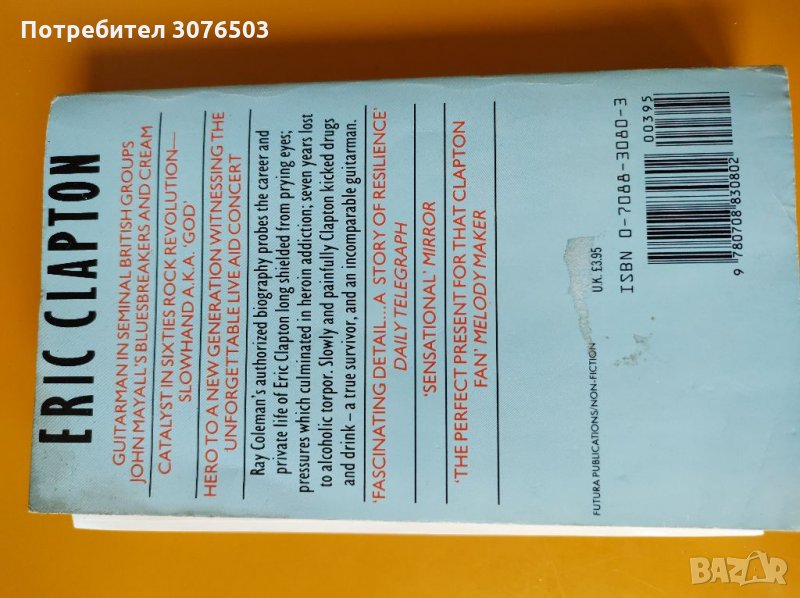 Потребител 3076503
ERIC CLAPTON
GUITARMAN IN SEMINAL BRITISH GROUPS
JOHN MAYALL'S BLUESBREAKERS AND CREAM
CATALYST IN SIXTIES ROCK REVOLUTION—
SLOWHAND A.K.A. 'GOD'
HERO TO A NEW GENERATION WITNESSING THE
UNFORGETTABLE LIVE AID CONCERT
Ray Coleman's authorized biography probes the career and
private life of Eric Clapton long shielded from prying eyes;
pressures which culminated in heroin addiction; seven years lost
to alcoholic torpor. Slowly and painfully Clapton kicked drugs
and drink – a true survivor, and an incomparable guitarman.
'FASCINATING DETAIL...A STORY OF RESILIENCE'
DAILY TELEGRAPH
'SENSATIONAL' MIRROR
'THE PERFECT PRESENT FOR THAT CLAPTON
FAN' MELODY MAKER
FUTURA PUBLICATIONS/NON-FICTION
U.K. £3.95
ISBN 0-7088-3080-3
00395
9 780708 830802
BAZAR